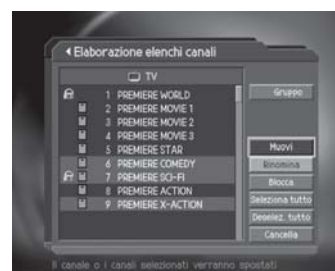 Elaborazione elenchi canali
TV
1 PREMIERE WORLD
2 PREMIERE MOVIE 1
3 PREMIERE MOVIE 2
4 PREMIERE MOVIE 3
5 PREMIERE STAR
6 PREMIERE COMEDY
7 PREMIERE SCI-FI
8 PREMIERE ACTION
9 PREMIERE X-ACTION
Gruppo
Muovi
Rinomina
Blocca
Seleziona tutto
Deselez. tutto
Cancella
Il canale o i canali selezionati verranno spostati